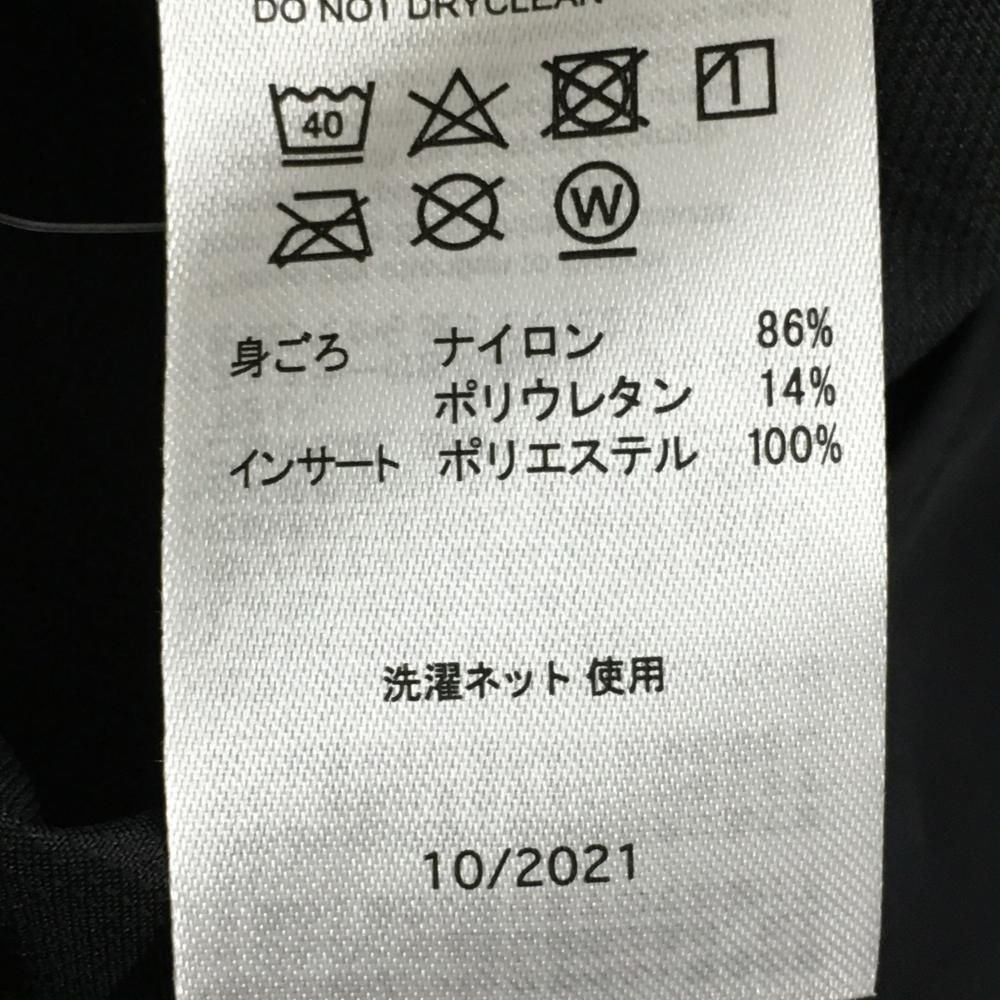 DO NOT DRYCLEAN
40
W
身ごろ ナイロン 86%
ポリウレタン 14%
インサート ポリエステル 100%
洗濯ネット 使用
10/2021